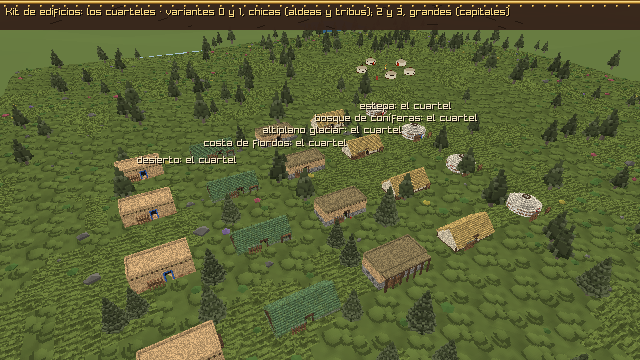 Kit de edificios: los cuarteles · variantes 0 y 1, chicas (aldeas y tribus); 2 y 3, grandes (capitales)
estepa: el cuartel
bosque de coníferas: el cuartel
altiplano glaciar: el cuartel
costa de fiordos: el cuartel
desierto: el cuartel